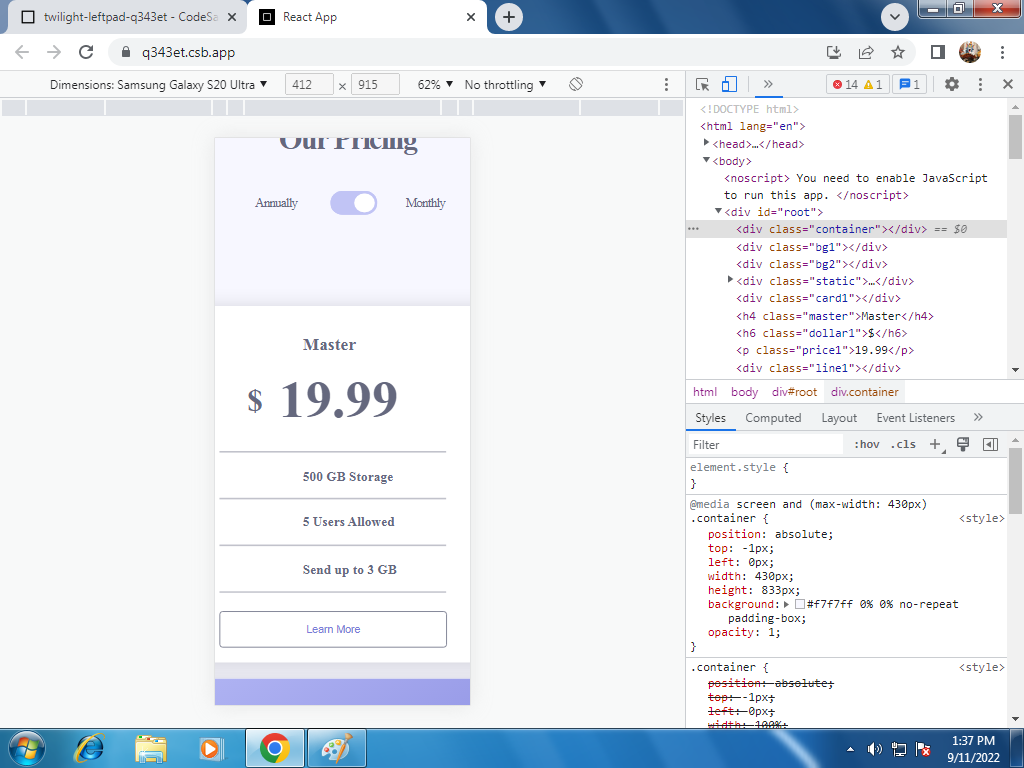 twilight-leftpad-q343et - CodeSa
React App
q343et.csb.app
Dimensions: Samsung Galaxy S20 Ultra ▼
412 × 915
62% ▼
No throttling ▼
14
1
1
<!DOCTYPE html>
<html lang="en">
<head>…</head>
<body>
<noscript> You need to enable JavaScript
to run this app. </noscript>
<div id="root">
<div class="container"></div> == $0
<div class="bg1"></div>
<div class="bg2"></div>
<div class="static">…</div>
<div class="card1"></div>
<h4 class="master">Master</h4>
<h6 class="dollar1">$</h6>
<p class="price1">19.99</p>
<div class="line1"></div>
html body div#root div.container
Styles Computed Layout Event Listeners »
Filter :hov .cls +
element.style {
}
@media screen and (max-width: 430px)
.container { <style>
position: absolute;
top: -1px;
left: 0px;
width: 430px;
height: 833px;
background: #f7f7ff 0% 0% no-repeat
padding-box;
opacity: 1;
}
.container { <style>
position: absolute;
top: -1px;
left: 0px;
width: 100%;
Our Pricing
Annually Monthly
Master
$ 19.99
500 GB Storage
5 Users Allowed
Send up to 3 GB
Learn More
1:37 PM
9/11/2022